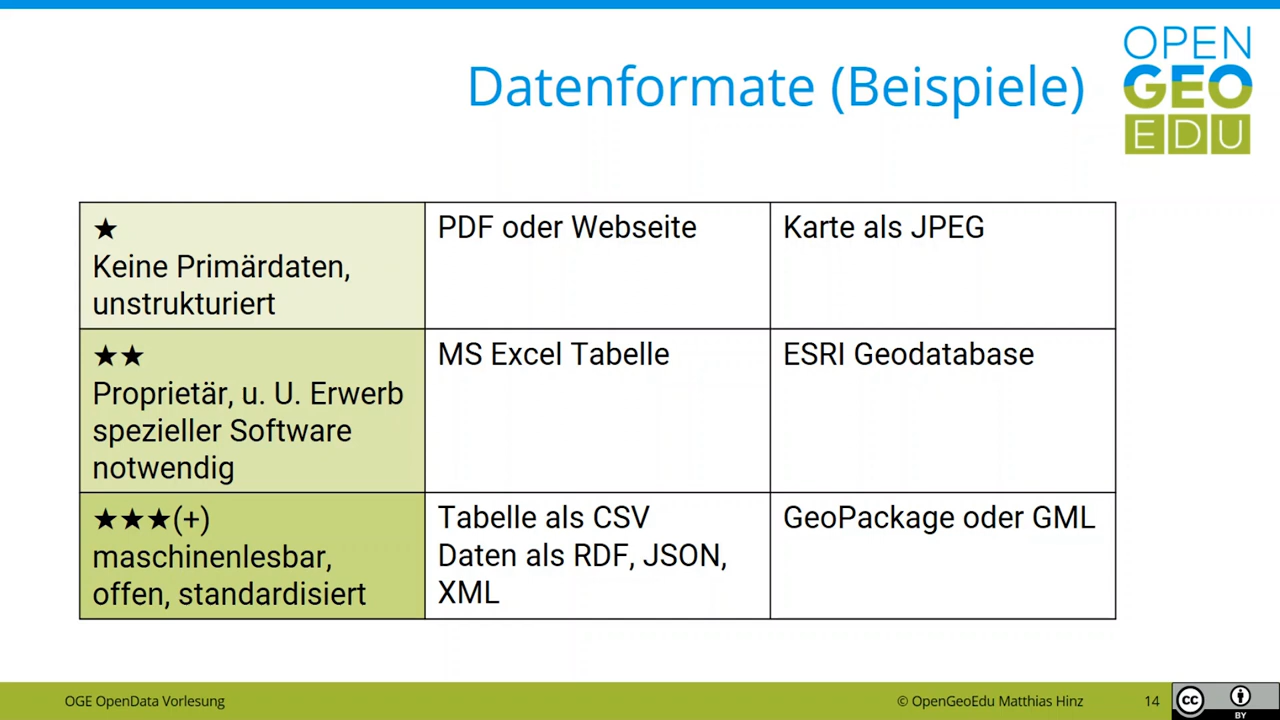 OPEN
GEO
EDU
Datenformate (Beispiele)
★
Keine Primärdaten,
unstrukturiert
PDF oder Webseite
Karte als JPEG
★★
Proprietär, u. U. Erwerb
spezieller Software
notwendig
MS Excel Tabelle
ESRI Geodatabase
★★★(+)
maschinenlesbar,
offen, standardisiert
Tabelle als CSV
Daten als RDF, JSON,
XML
GeoPackage oder GML
OGE OpenData Vorlesung
© OpenGeoEdu Matthias Hinz
14
cc
BY